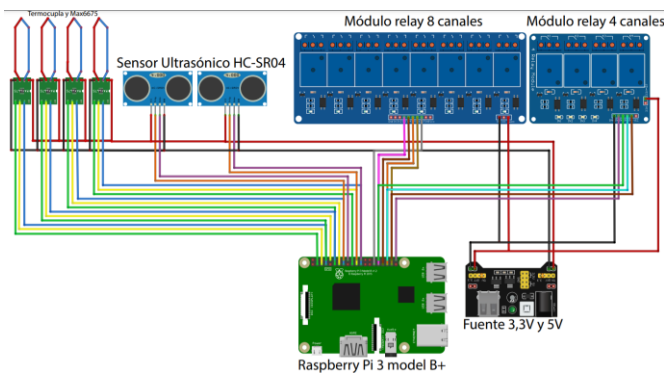 Termocupla y Max6675
Módulo relay 8 canales
Módulo relay 4 canales
Sensor Ultrasónico HC-SR04
Fuente 3,3V y 5V
Raspberry Pi 3 model B+